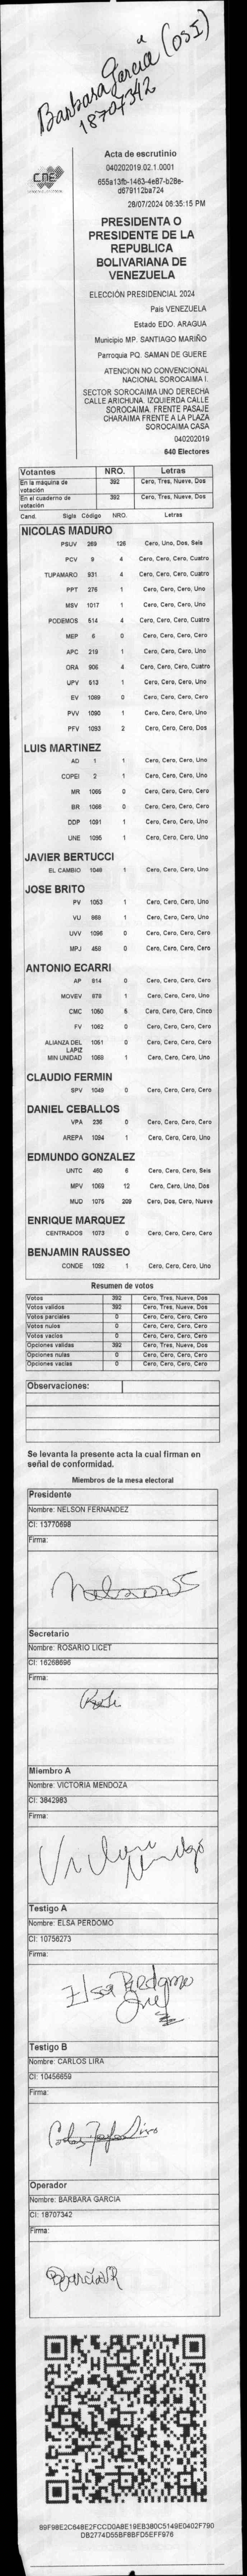 Barbara Garcia (OSI)
18707342
CNE
Acta de escrutinio
040202019.02.1.0001
655a13fb-1463-4e87-b28e-
d679112ba724
28/07/2024 06:35:15 PM
PRESIDENTA O
PRESIDENTE DE LA
REPUBLICA
BOLIVARIANA DE
VENEZUELA
ELECCIÓN PRESIDENCIAL 2024
País VENEZUELA
Estado EDO. ARAGUA
Municipio MP. SANTIAGO MARIÑO
Parroquia PQ. SAMAN DE GUERE
ATENCION NO CONVENCIONAL
NACIONAL SOROCAIMA I.
SECTOR SOROCAIMA UNO DERECHA
CALLE ARICHUNA. IZQUIERDA CALLE
SOROCAIMA. FRENTE PASAJE
CHARAIMA FRENTE A LA PLAZA
SOROCAIMA CASA
040202019
640 Electores
Votantes NRO. Letras
En la máquina de votación 392 Cero, Tres, Nueve, Dos
En el cuaderno de votación 392 Cero, Tres, Nueve, Dos
Cand. Sigla Código NRO. Letras
NICOLAS MADURO
PSUV 269 126 Cero, Uno, Dos, Seis
PCV 9 4 Cero, Cero, Cero, Cuatro
TUPAMARO 931 4 Cero, Cero, Cero, Cuatro
PPT 276 1 Cero, Cero, Cero, Uno
MSV 1017 1 Cero, Cero, Cero, Uno
PODEMOS 514 4 Cero, Cero, Cero, Cuatro
MEP 6 0 Cero, Cero, Cero, Cero
APC 219 1 Cero, Cero, Cero, Uno
ORA 906 4 Cero, Cero, Cero, Cuatro
UPV 513 1 Cero, Cero, Cero, Uno
EV 1089 0 Cero, Cero, Cero, Cero
PVV 1090 1 Cero, Cero, Cero, Uno
PFV 1093 2 Cero, Cero, Cero, Dos
LUIS MARTINEZ
AD 1 1 Cero, Cero, Cero, Uno
COPEI 2 1 Cero, Cero, Cero, Uno
MR 1065 0 Cero, Cero, Cero, Cero
BR 1066 0 Cero, Cero, Cero, Cero
DDP 1091 1 Cero, Cero, Cero, Uno
UNE 1095 1 Cero, Cero, Cero, Uno
JAVIER BERTUCCI
EL CAMBIO 1048 1 Cero, Cero, Cero, Uno
JOSE BRITO
PV 1053 1 Cero, Cero, Cero, Uno
VU 869 1 Cero, Cero, Cero, Uno
UVV 1096 0 Cero, Cero, Cero, Cero
MPJ 458 0 Cero, Cero, Cero, Cero
ANTONIO ECARRI
AP 814 0 Cero, Cero, Cero, Cero
MOVEV 878 1 Cero, Cero, Cero, Uno
CMC 1050 5 Cero, Cero, Cero, Cinco
FV 1052 0 Cero, Cero, Cero, Cero
ALIANZA DEL LAPIZ 1051 0 Cero, Cero, Cero, Cero
MIN UNIDAD 1068 1 Cero, Cero, Cero, Uno
CLAUDIO FERMIN
SPV 1049 0 Cero, Cero, Cero, Cero
DANIEL CEBALLOS
VPA 236 0 Cero, Cero, Cero, Cero
AREPA 1094 1 Cero, Cero, Cero, Uno
EDMUNDO GONZALEZ
UNTC 460 6 Cero, Cero, Cero, Seis
MPV 1069 12 Cero, Cero, Uno, Dos
MUD 1075 209 Cero, Dos, Cero, Nueve
ENRIQUE MARQUEZ
CENTRADOS 1073 0 Cero, Cero, Cero, Cero
BENJAMIN RAUSSEO
CONDE 1092 1 Cero, Cero, Cero, Uno
Resumen de votos
Votos 392 Cero, Tres, Nueve, Dos
Votos validos 392 Cero, Tres, Nueve, Dos
Votos parciales 0 Cero, Cero, Cero, Cero
Votos nulos 0 Cero, Cero, Cero, Cero
Votos vacíos 0 Cero, Cero, Cero, Cero
Opciones validas 392 Cero, Tres, Nueve, Dos
Opciones nulas 0 Cero, Cero, Cero, Cero
Opciones vacías 0 Cero, Cero, Cero, Cero
Observaciones:
Se levanta la presente acta la cual firman en
señal de conformidad.
Miembros de la mesa electoral
Presidente
Nombre: NELSON FERNANDEZ
CI: 13770698
Firma:
Secretario
Nombre: ROSARIO LICET
CI: 16268696
Firma:
Miembro A
Nombre: VICTORIA MENDOZA
CI: 3842983
Firma:
Testigo A
Nombre: ELSA PERDOMO
CI: 10756273
Firma:
Elsa Perdomo
Testigo B
Nombre: CARLOS LIRA
CI: 10456659
Firma:
Operador
Nombre: BARBARA GARCIA
CI: 18707342
Firma:
89F98E2C648E2FCCD0A8E19EB380C5149E0402F790
DB2774D55BF8BFD5EFF976